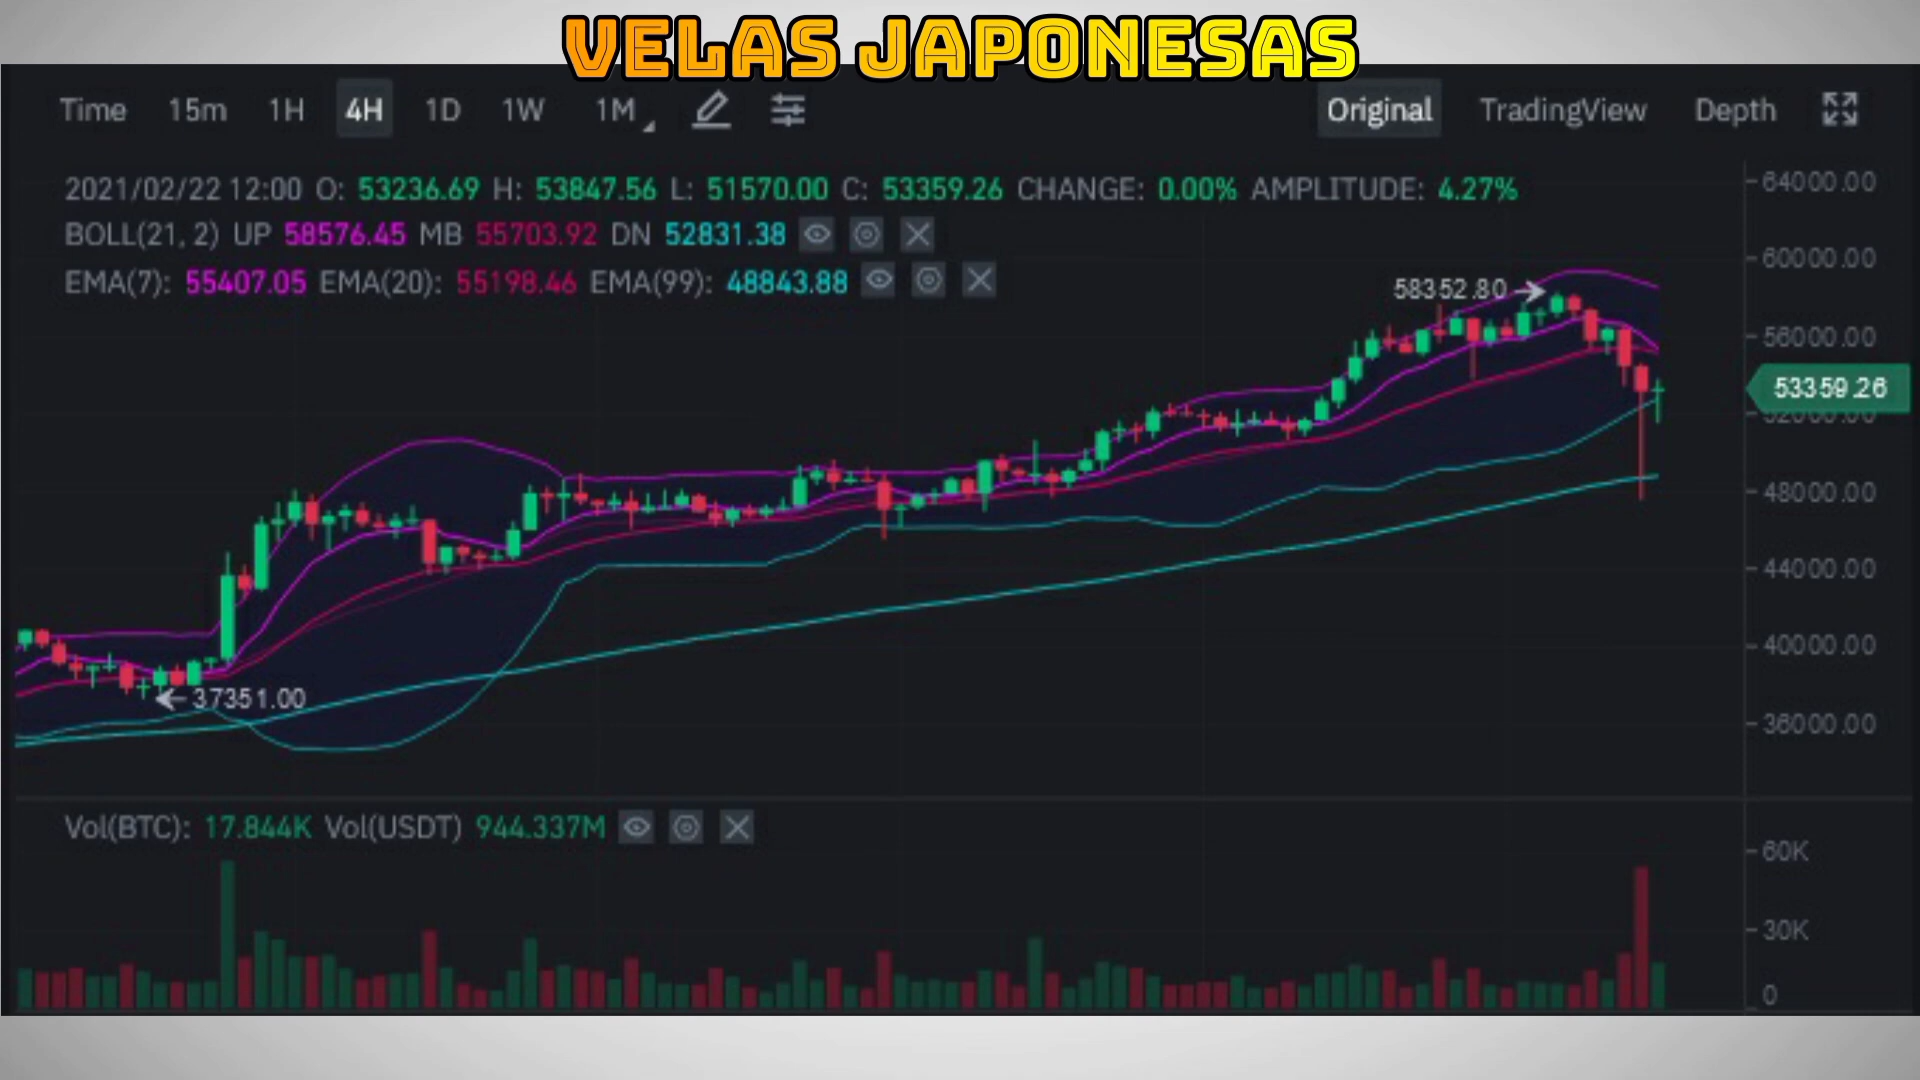 VELAS JAPONESAS
Time 15m 1H 4H 1D 1W 1M Original TradingView Depth
2021/02/22 12:00 O: 53236.69 H: 53847.56 L: 51570.00 C: 53359.26 CHANGE: 0.00% AMPLITUDE: 4.27%
BOLL(21, 2) UP 58576.45 MB 55703.92 DN 52831.38
EMA(7): 55407.05 EMA(20): 55198.46 EMA(99): 48843.88
64000.00
60000.00
58352.80
56000.00
53359.26
52000.00
48000.00
44000.00
40000.00
37351.00
36000.00
Vol(BTC): 17.844K Vol(USDT) 944.337M
60K
30K
0